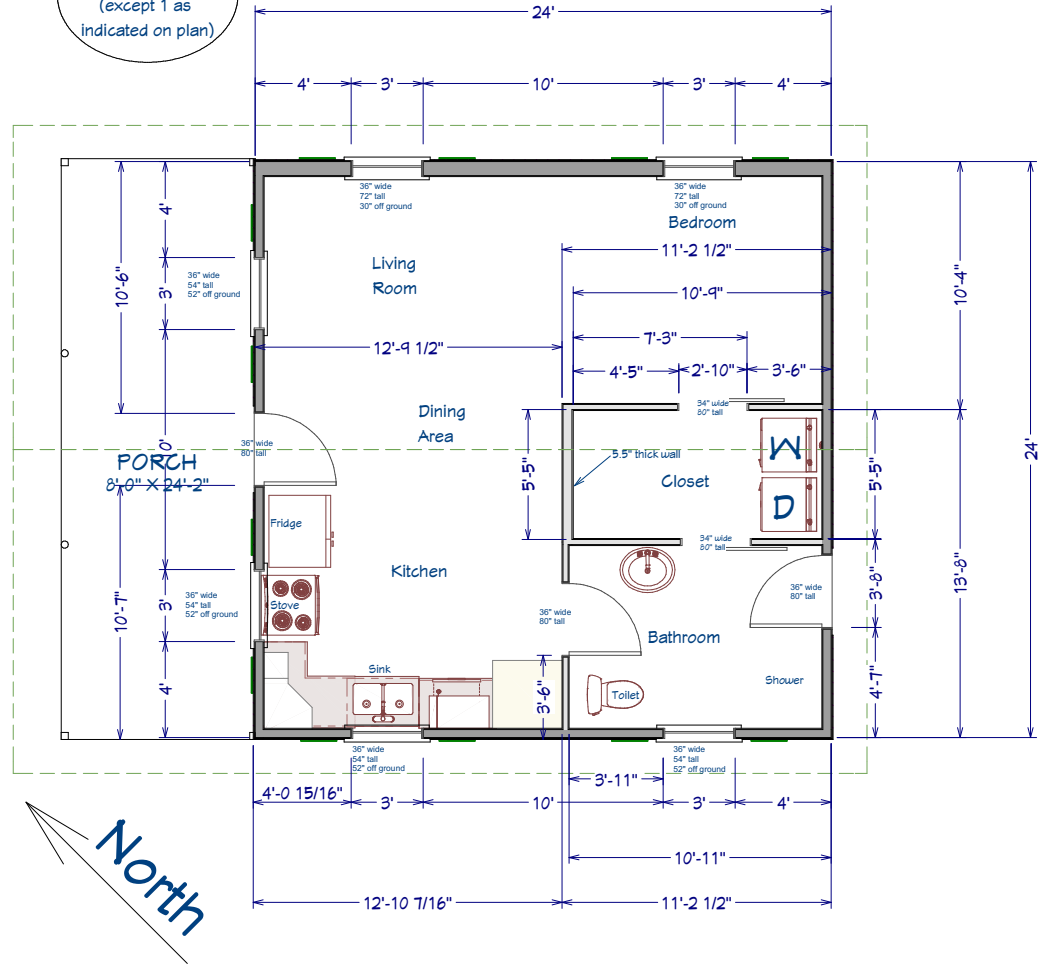 (except 1 as
indicated on plan)
24'
4'
3'
10'
3'
4'
36" wide
72" tall
30" off ground
36" wide
72" tall
30" off ground
Bedroom
11'-2 1/2"
10'-9"
7'-3"
4'-5"
2'-10"
3'-6"
Living
Room
12'-9 1/2"
4'
10'-6"
3'
36" wide
54" tall
52" off ground
10'-4"
24'
34" wide
80" tall
Dining
Area
36" wide
80" tall
5.5" thick wall
Closet
W
D
5'-5"
5'-5"
PORCH
8'-0" X 24'-2"
Fridge
34" wide
80" tall
Kitchen
Stove
36" wide
54" tall
52" off ground
3'
10'-7"
36" wide
80" tall
36" wide
80" tall
3'-8"
13'-8"
Bathroom
Sink
Shower
Toilet
3'-6"
4'-7"
4'
36" wide
54" tall
52" off ground
36" wide
54" tall
52" off ground
3'-11"
4'-0 15/16"
3'
10'
3'
4'
10'-11"
12'-10 7/16"
11'-2 1/2"
North